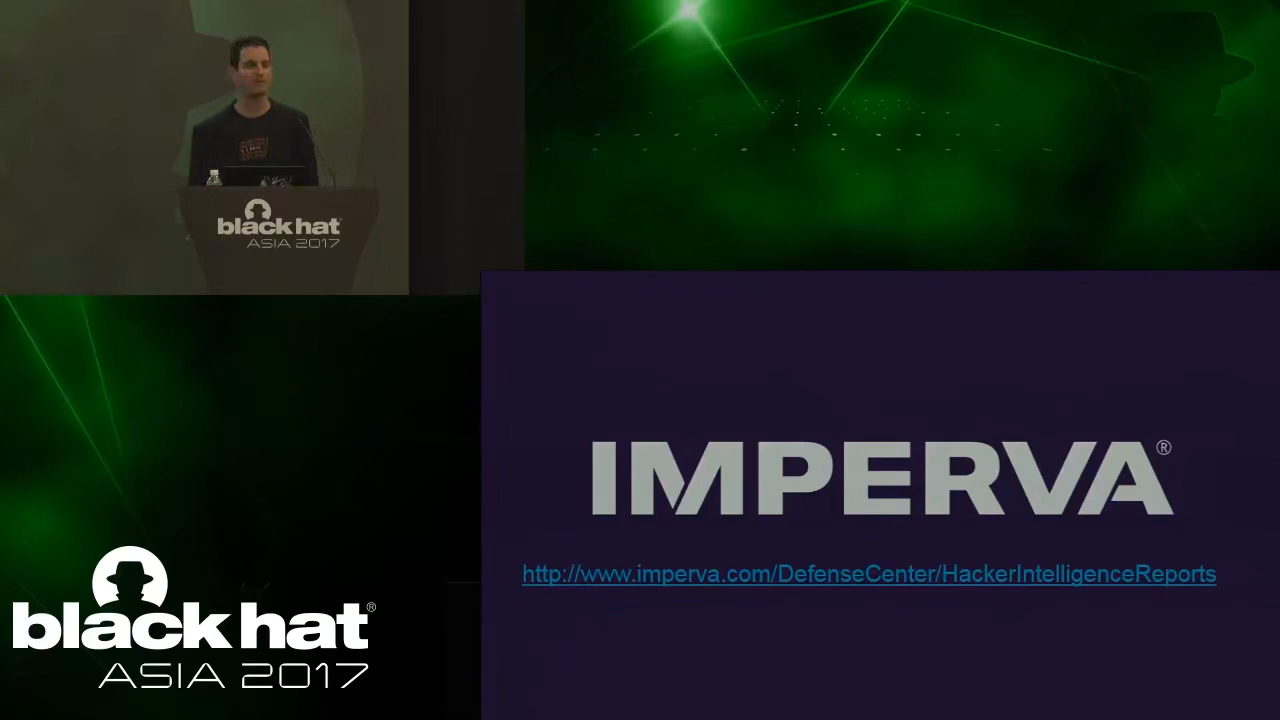 black hat®
ASIA 2017
IMPERVA®
http://www.imperva.com/DefenseCenter/HackerIntelligenceReports
black hat®
ASIA 2017